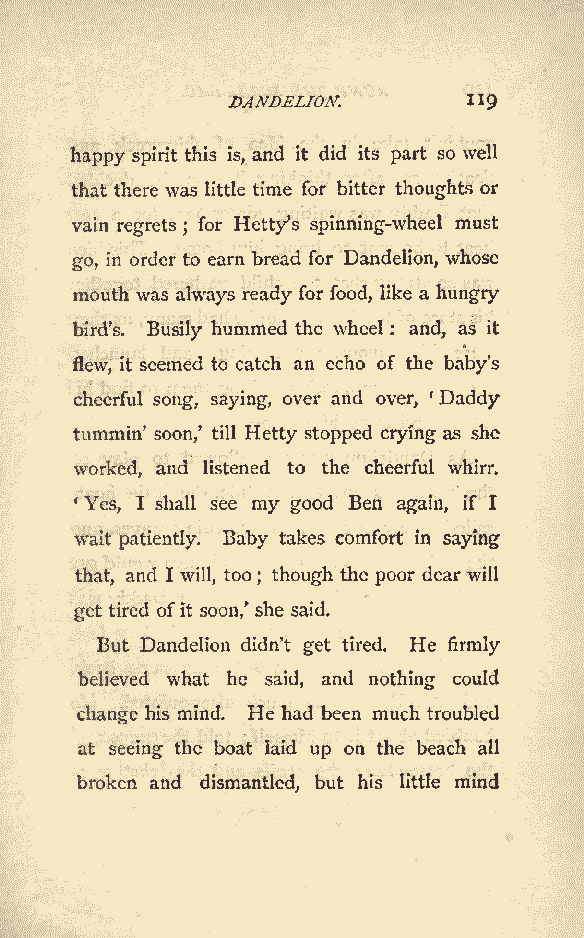 DANDELION. 119
happy spirit this is, and it did its part so well
that there was little time for bitter thoughts or
vain regrets ; for Hetty's spinning-wheel must
go, in order to earn bread for Dandelion, whose
mouth was always ready for food, like a hungry
bird's. Busily hummed the wheel : and, as it
flew, it seemed to catch an echo of the baby's
cheerful song, saying, over and over, 'Daddy
tummin' soon,' till Hetty stopped crying as she
worked, and listened to the cheerful whirr.
'Yes, I shall see my good Ben again, if I
wait patiently. Baby takes comfort in saying
that, and I will, too ; though the poor dear will
get tired of it soon,' she said.
But Dandelion didn't get tired. He firmly
believed what he said, and nothing could
change his mind. He had been much troubled
at seeing the boat laid up on the beach all
broken and dismantled, but his little mind